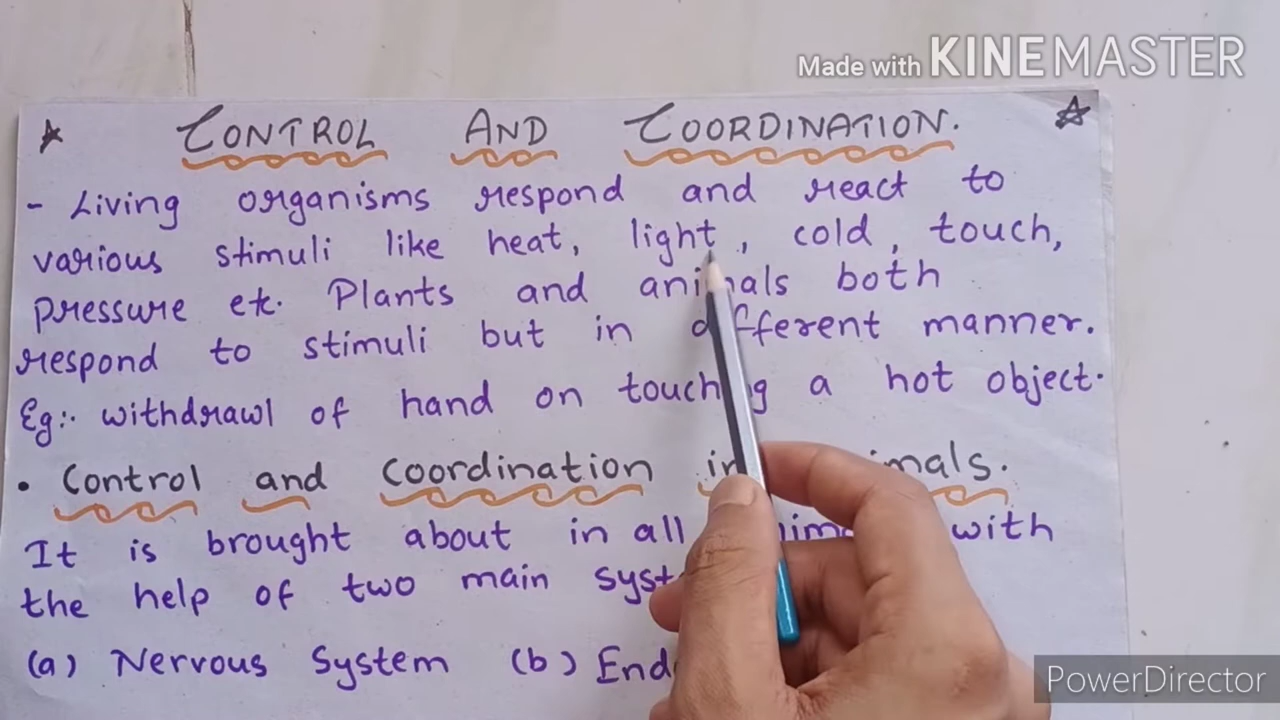 Made with KINEMASTER
CONTROL AND COORDINATION.
- Living organisms respond and react to
various stimuli like heat, light, cold, touch,
pressure etc. Plants and animals both
respond to stimuli but in different manner.
Eg:- withdrawl of hand on touching a hot object.
• Control and coordination in
It is brought about in all with
the help of two main
(a) Nervous System (b)
PowerDirector